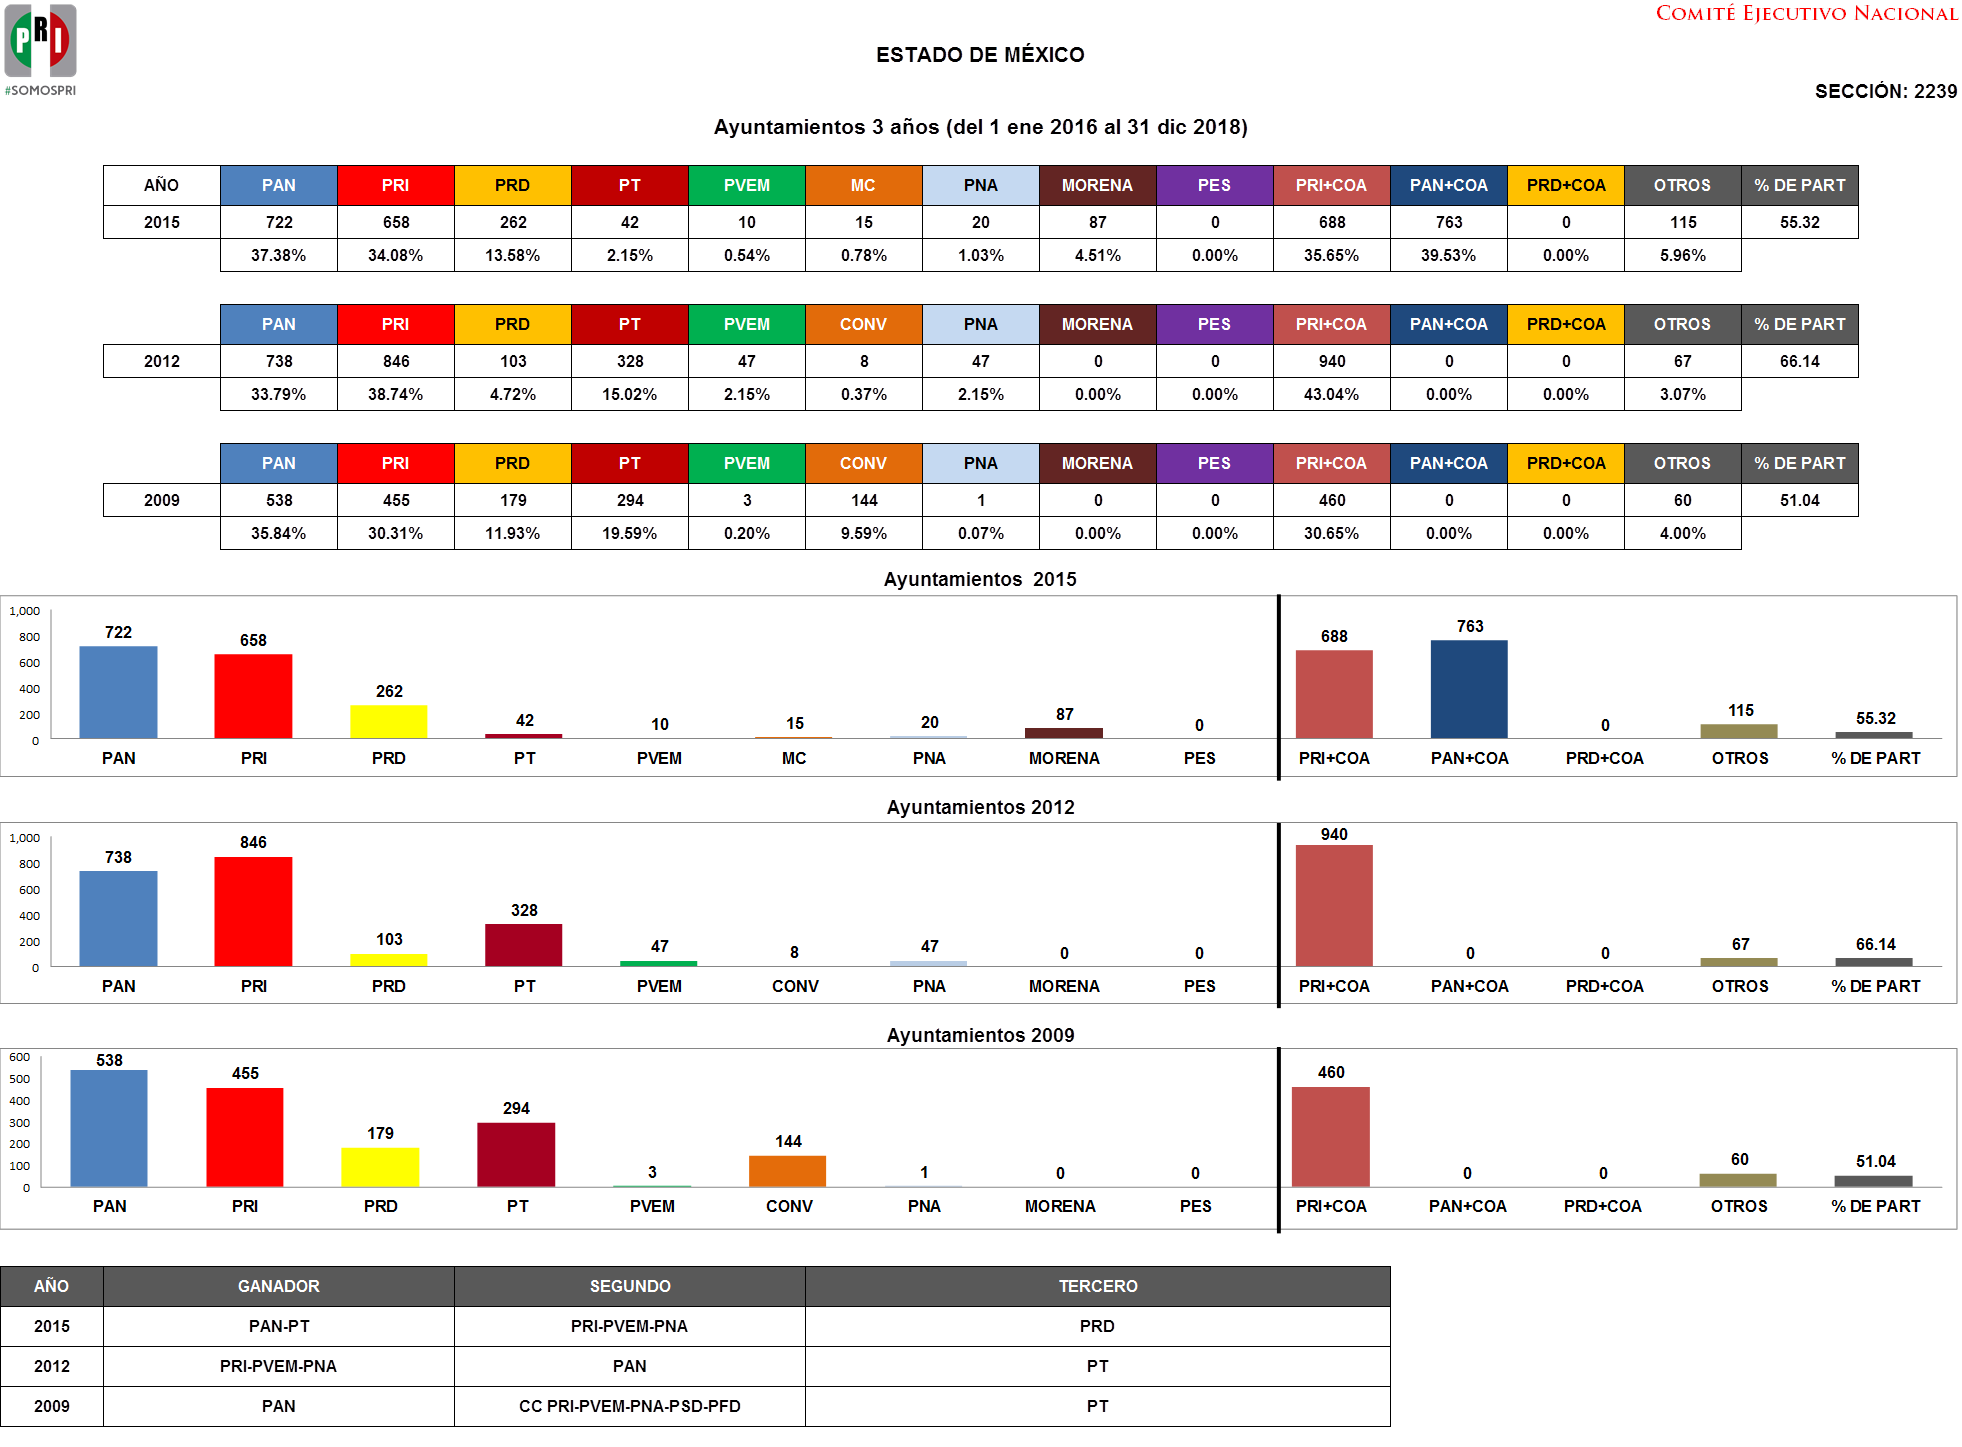 PRI
#SOMOSPRI
COMITÉ EJECUTIVO NACIONAL
ESTADO DE MÉXICO
SECCIÓN: 2239
Ayuntamientos 3 años (del 1 ene 2016 al 31 dic 2018)
AÑO PAN PRI PRD PT PVEM MC PNA MORENA PES PRI+COA PAN+COA PRD+COA OTROS % DE PART
2015 722 658 262 42 10 15 20 87 0 688 763 0 115 55.32
37.38% 34.08% 13.58% 2.15% 0.54% 0.78% 1.03% 4.51% 0.00% 35.65% 39.53% 0.00% 5.96%
PAN PRI PRD PT PVEM CONV PNA MORENA PES PRI+COA PAN+COA PRD+COA OTROS % DE PART
2012 738 846 103 328 47 8 47 0 0 940 0 0 67 66.14
33.79% 38.74% 4.72% 15.02% 2.15% 0.37% 2.15% 0.00% 0.00% 43.04% 0.00% 0.00% 3.07%
PAN PRI PRD PT PVEM CONV PNA MORENA PES PRI+COA PAN+COA PRD+COA OTROS % DE PART
2009 538 455 179 294 3 144 1 0 0 460 0 0 60 51.04
35.84% 30.31% 11.93% 19.59% 0.20% 9.59% 0.07% 0.00% 0.00% 30.65% 0.00% 0.00% 4.00%
Ayuntamientos 2015
1,000
800
600
400
200
0
722 658 262 42 10 15 20 87 0 688 763 0 115 55.32
PAN PRI PRD PT PVEM MC PNA MORENA PES PRI+COA PAN+COA PRD+COA OTROS % DE PART
Ayuntamientos 2012
1,000
800
600
400
200
0
738 846 103 328 47 8 47 0 0 940 0 0 67 66.14
PAN PRI PRD PT PVEM CONV PNA MORENA PES PRI+COA PAN+COA PRD+COA OTROS % DE PART
Ayuntamientos 2009
600
500
400
300
200
100
0
538 455 179 294 3 144 1 0 0 460 0 0 60 51.04
PAN PRI PRD PT PVEM CONV PNA MORENA PES PRI+COA PAN+COA PRD+COA OTROS % DE PART
AÑO GANADOR SEGUNDO TERCERO
2015 PAN-PT PRI-PVEM-PNA PRD
2012 PRI-PVEM-PNA PAN PT
2009 PAN CC PRI-PVEM-PNA-PSD-PFD PT